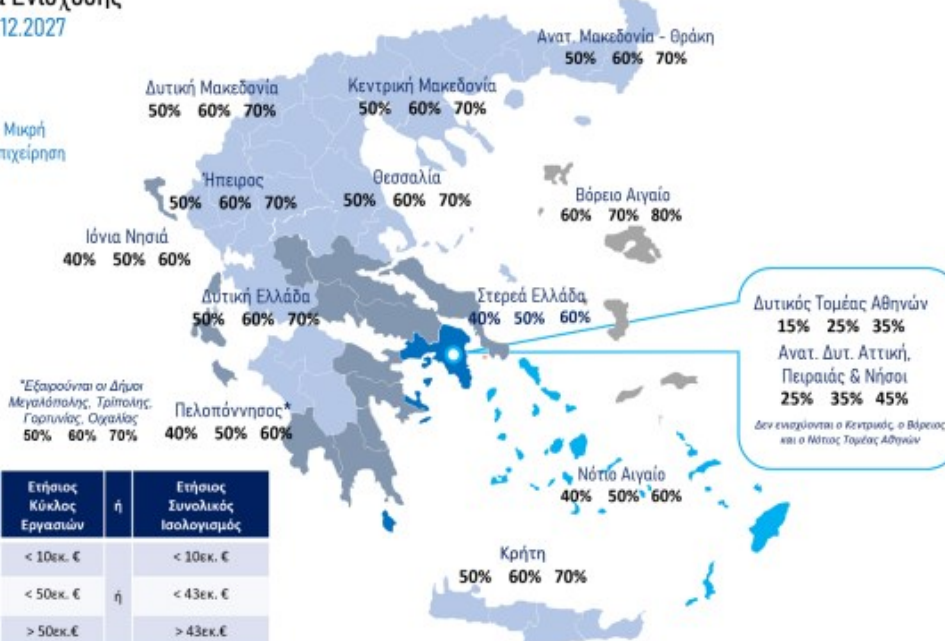 Ενίσχυσης
12.2027
Μικρή
Ανατ. Μακεδονία - Θράκη
50% 60% 70%
Δυτική Μακεδονία
50% 60% 70%
Κεντρική Μακεδονία
50% 60% 70%
Ήπειρος
50% 60% 70%
Θεσσαλία
50% 60% 70%
Βόρειο Αιγαίο
60% 70% 80%
Ιόνια Νησιά
40% 50% 60%
Δυτική Ελλάδα
50% 60% 70%
Στερεά Ελλάδα
40% 50% 60%
Δυτικός Τομέας Αθηνών
15% 25% 35%
Ανατ. Δυτ. Αττική,
Πειραιάς & Νήσοι
25% 35% 45%
Δεν ενισχύονται ο Κεντρικός, ο Βόρειος
και ο Νότιος Τομέας Αθηνών
*Εξαιρούνται οι Δήμοι
Μεγαλόπολης, Τρίπολης,
Γορτυνίας, Οιχαλίας
50% 60% 70%
Πελοπόννησος*
40% 50% 60%
Νότιο Αιγαίο
40% 50% 60%
Κρήτη
50% 60% 70%
Ετήσιος Κύκλος Εργασιών ή Ετήσιος Συνολικός Ισολογισμός
< 10εκ. € < 10εκ. €
< 50εκ. € ή < 43εκ. €
> 50εκ.€ > 43εκ.€